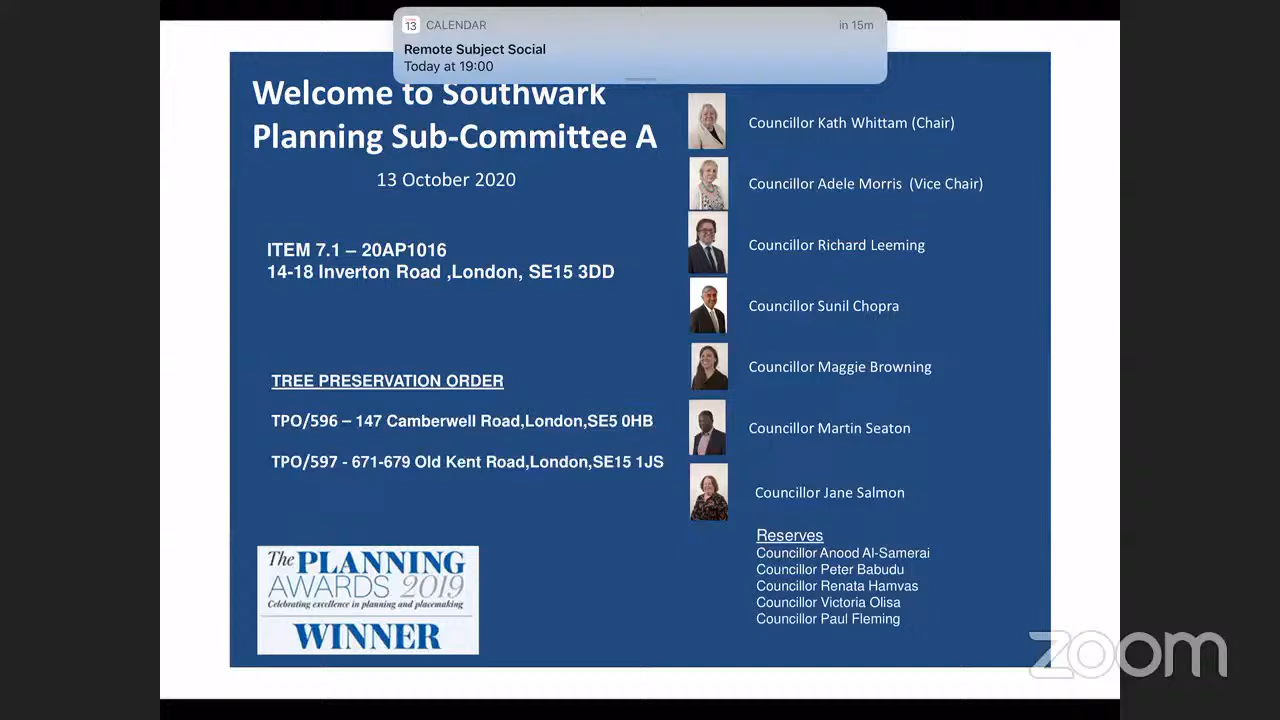 13 CALENDAR in 15m
Remote Subject Social
Today at 19:00
Welcome to Southwark
Planning Sub-Committee A
13 October 2020
ITEM 7.1 – 20AP1016
14-18 Inverton Road ,London, SE15 3DD
TREE PRESERVATION ORDER
TPO/596 – 147 Camberwell Road,London,SE5 0HB
TPO/597 - 671-679 Old Kent Road,London,SE15 1JS
The PLANNING
AWARDS 2019
Celebrating excellence in planning and placemaking
WINNER
Councillor Kath Whittam (Chair)
Councillor Adele Morris (Vice Chair)
Councillor Richard Leeming
Councillor Sunil Chopra
Councillor Maggie Browning
Councillor Martin Seaton
Councillor Jane Salmon
Reserves
Councillor Anood Al-Samerai
Councillor Peter Babudu
Councillor Renata Hamvas
Councillor Victoria Olisa
Councillor Paul Fleming
zoom